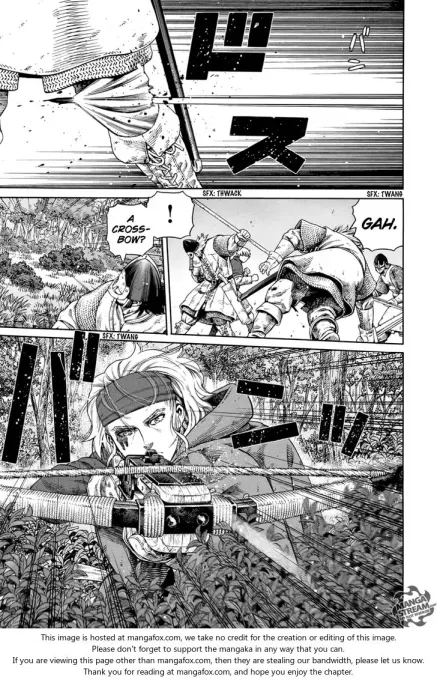 バシ
ドス
SFX: THWACK
SFX: TWANG
A
CROSS-
BOW?
!
GAH.
SFX: TWANG
バババ
MANGA
STREAM
This image is hosted at mangafox.com, we take no credit for the creation or editing of this image.
Please don't forget to support the mangaka in any way that you can.
If you are viewing this page other than mangafox.com, then they are stealing our bandwidth, please let us know.
Thank you for reading at mangafox.com, and hope you enjoy the chapter.